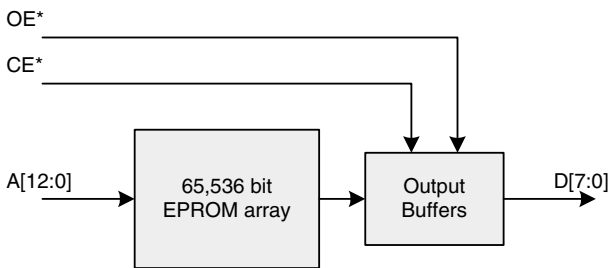 OE*
CE*
A[12:0]
65,536 bit
EPROM array
Output
Buffers
D[7:0]